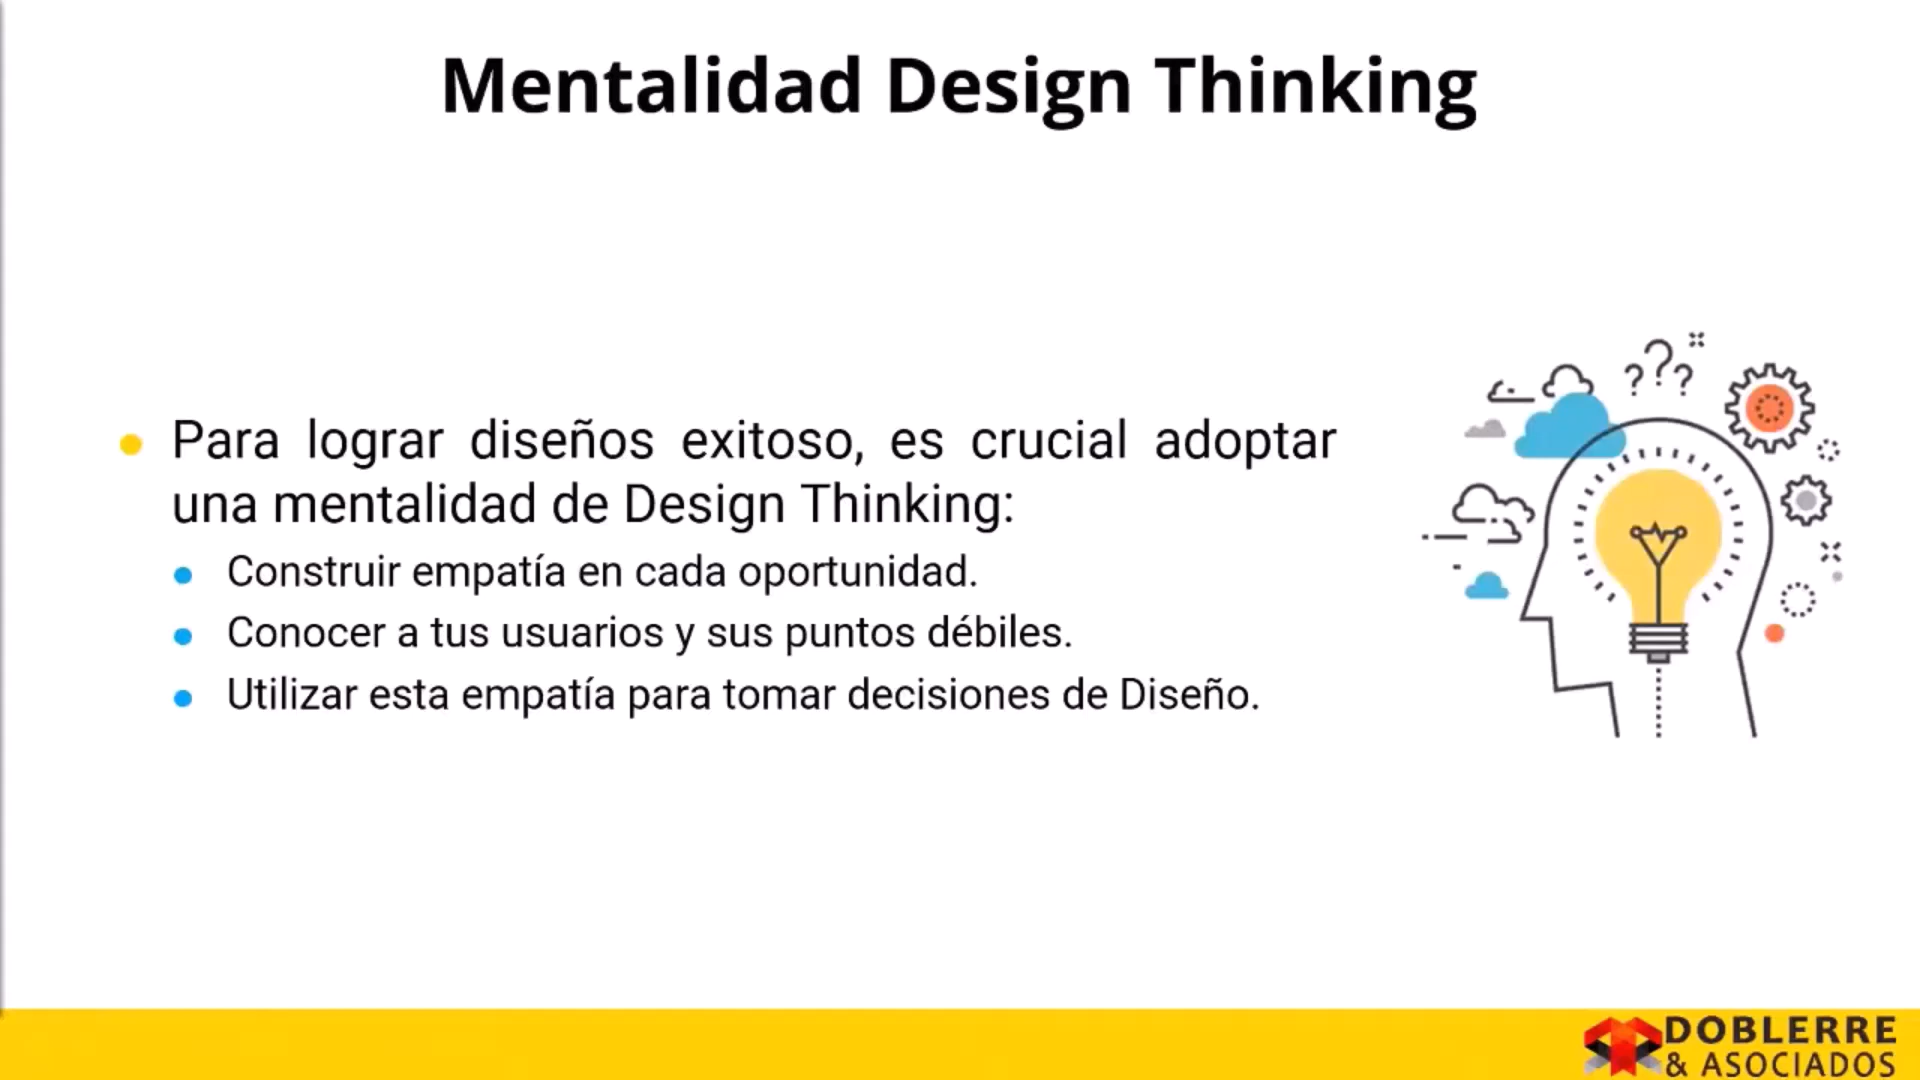 Mentalidad Design Thinking
Para lograr diseños exitoso, es crucial adoptar
una mentalidad de Design Thinking:
Construir empatía en cada oportunidad.
Conocer a tus usuarios y sus puntos débiles.
Utilizar esta empatía para tomar decisiones de Diseño.
? ? ?
DOBLERRE
& ASOCIADOS